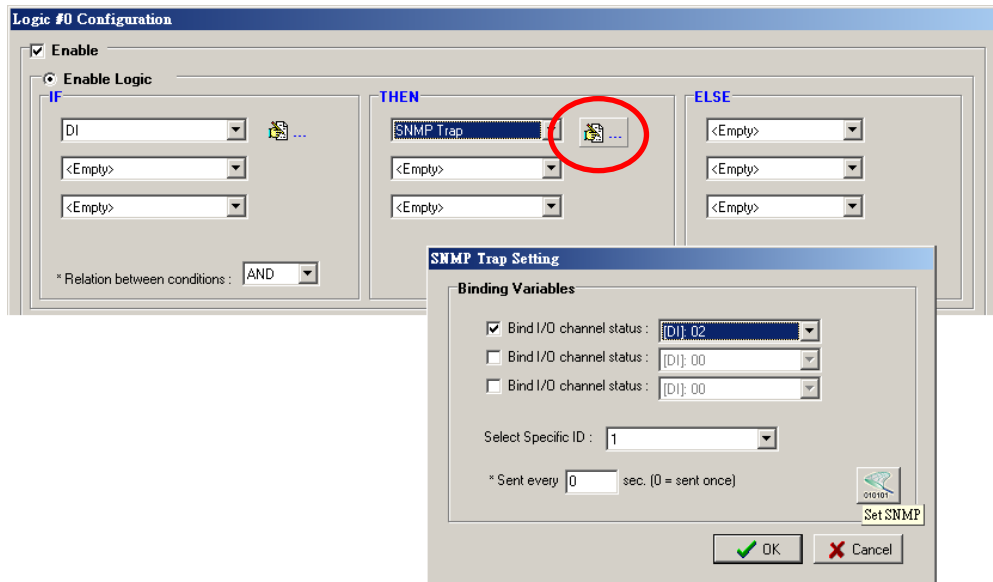 Logic #0 Configuration
Enable
Enable Logic
IF
THEN
ELSE
DI
...
SNMP Trap
...
<Empty>
<Empty>
<Empty>
<Empty>
<Empty>
<Empty>
<Empty>
* Relation between conditions :
AND
SNMP Trap Setting
Binding Variables
Bind I/O channel status :
[DI]: 02
Bind I/O channel status :
[DI]: 00
Bind I/O channel status :
[DI]: 00
Select Specific ID :
1
* Sent every
0
sec. (0 = sent once)
010101
Set SNMP
OK
Cancel